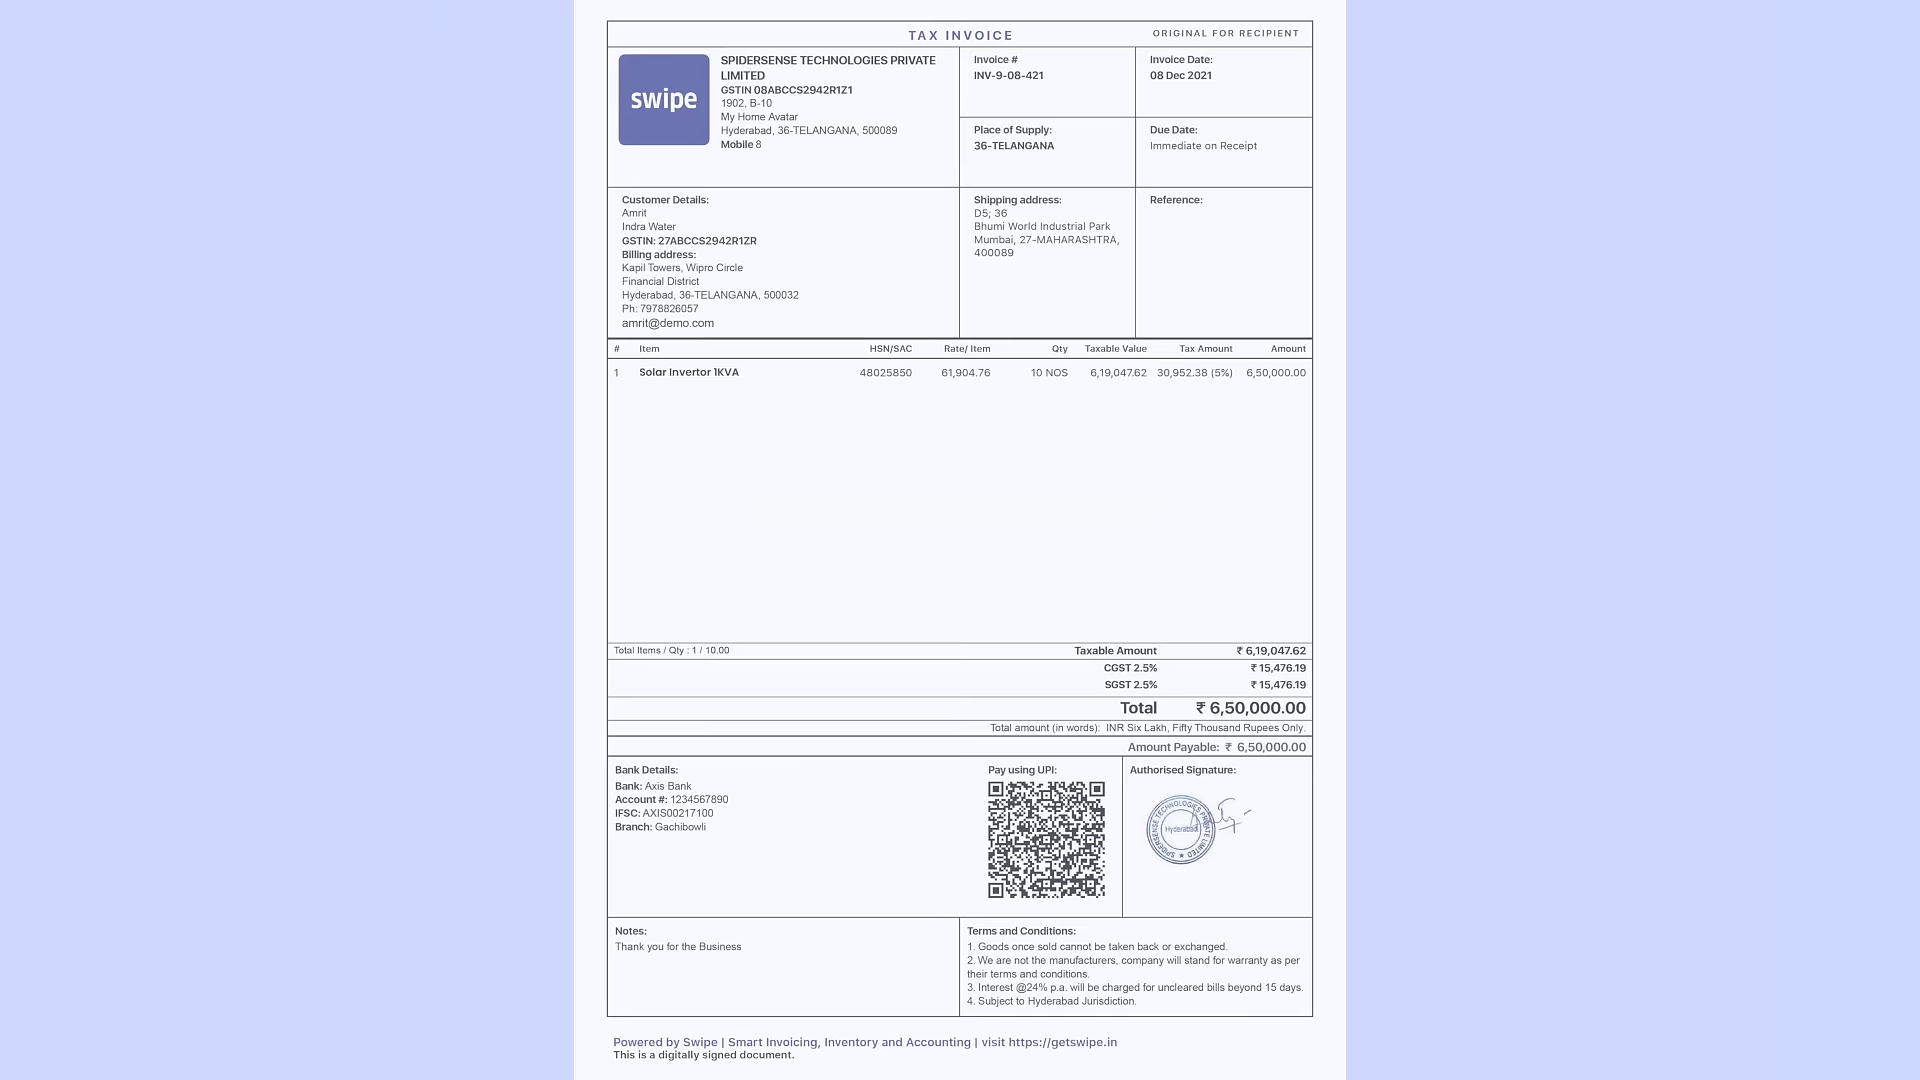 TAX INVOICE
ORIGINAL FOR RECIPIENT
swipe
SPIDERSENSE TECHNOLOGIES PRIVATE
LIMITED
GSTIN 08ABCCS2942R1Z1
1902, B-10
My Home Avatar
Hyderabad, 36-TELANGANA, 500089
Mobile 8
Invoice #
INV-9-08-421
Invoice Date:
08 Dec 2021
Place of Supply:
36-TELANGANA
Due Date:
Immediate on Receipt
Customer Details:
Amrit
Indra Water
GSTIN: 27ABCCS2942R1ZR
Billing address:
Kapil Towers, Wipro Circle
Financial District
Hyderabad, 36-TELANGANA, 500032
Ph: 7978826057
amrit@demo.com
Shipping address:
D5; 36
Bhumi World Industrial Park
Mumbai, 27-MAHARASHTRA,
400089
Reference:
# Item HSN/SAC Rate/ Item Qty Taxable Value Tax Amount Amount
1 Solar Invertor 1KVA 48025850 61,904.76 10 NOS 6,19,047.62 30,952.38 (5%) 6,50,000.00
Total Items / Qty : 1 / 10.00 Taxable Amount ₹ 6,19,047.62
CGST 2.5% ₹ 15,476.19
SGST 2.5% ₹ 15,476.19
Total ₹ 6,50,000.00
Total amount (in words): INR Six Lakh, Fifty Thousand Rupees Only.
Amount Payable: ₹ 6,50,000.00
Bank Details:
Bank: Axis Bank
Account #: 1234567890
IFSC: AXIS00217100
Branch: Gachibowli
Pay using UPI:
Authorised Signature:
SPIDERSENSE TECHNOLOGIES PRIVATE LIMITED ★
Hyderabad
Notes:
Thank you for the Business
Terms and Conditions:
1. Goods once sold cannot be taken back or exchanged.
2. We are not the manufacturers, company will stand for warranty as per
their terms and conditions.
3. Interest @24% p.a. will be charged for uncleared bills beyond 15 days.
4. Subject to Hyderabad Jurisdiction.
Powered by Swipe | Smart Invoicing, Inventory and Accounting | visit https://getswipe.in
This is a digitally signed document.